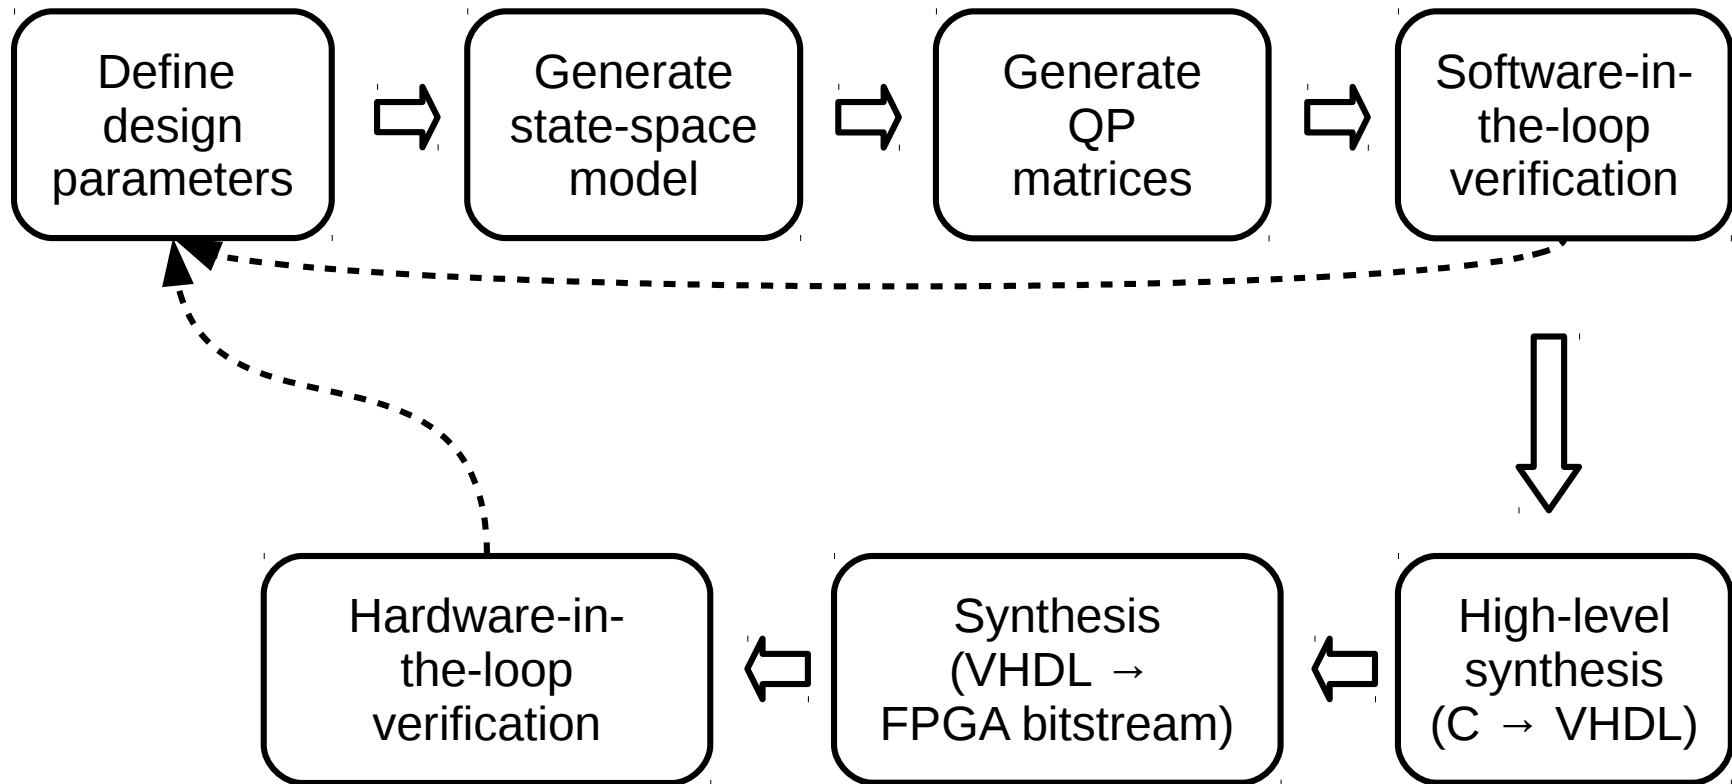 Define
design
parameters
Generate
state-space
model
Generate
QP
matrices
Software-in-
the-loop
verification
Hardware-in-
the-loop
verification
Synthesis
(VHDL →
FPGA bitstream)
High-level
synthesis
(C → VHDL)